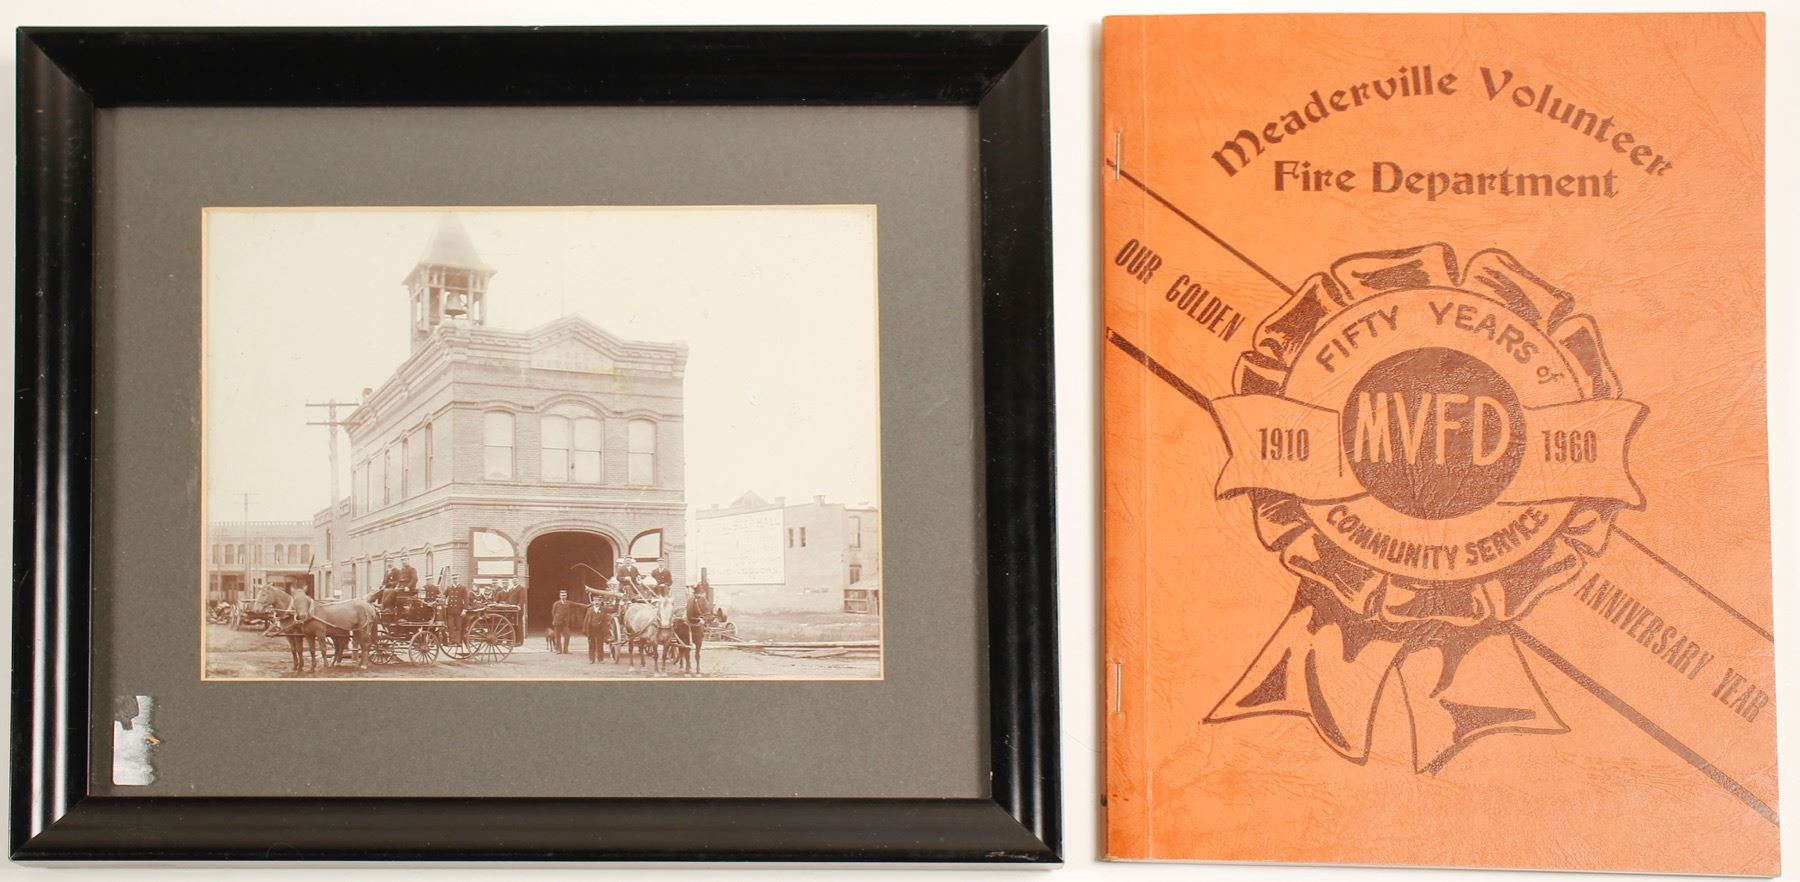 Meaderville Volunteer
Fire Department
OUR GOLDEN
FIFTY YEARS of
1910 MVFD 1960
COMMUNITY SERVICE
ANNIVERSARY YEAR